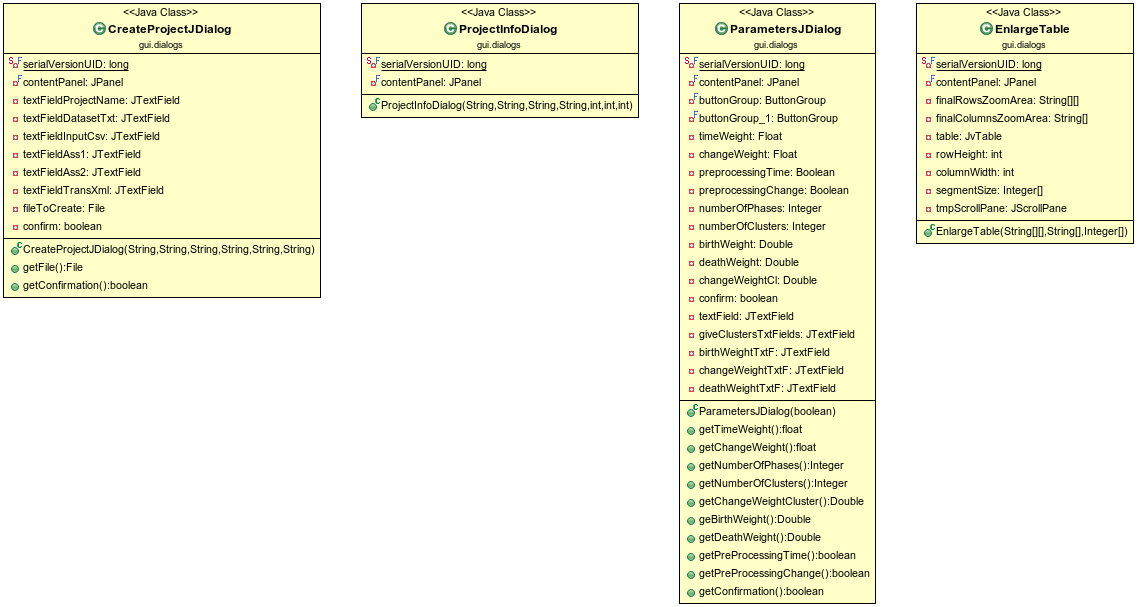 <<Java Class>>
CreateProjectJDialog
gui.dialogs
serialVersionUID: long
contentPanel: JPanel
textFieldProjectName: JTextField
textFieldDatasetTxt: JTextField
textFieldInputCsv: JTextField
textFieldAss1: JTextField
textFieldAss2: JTextField
textFieldTransXml: JTextField
fileToCreate: File
confirm: boolean
CreateProjectJDialog(String,String,String,String,String,String)
getFile():File
getConfirmation():boolean
<<Java Class>>
ProjectInfoDialog
gui.dialogs
serialVersionUID: long
contentPanel: JPanel
ProjectInfoDialog(String,String,String,String,int,int,int)
<<Java Class>>
ParametersJDialog
gui.dialogs
serialVersionUID: long
contentPanel: JPanel
buttonGroup: ButtonGroup
buttonGroup_1: ButtonGroup
timeWeight: Float
changeWeight: Float
preprocessingTime: Boolean
preprocessingChange: Boolean
numberOfPhases: Integer
numberOfClusters: Integer
birthWeight: Double
deathWeight: Double
changeWeightCl: Double
confirm: boolean
textField: JTextField
giveClustersTxtFields: JTextField
birthWeightTxtF: JTextField
changeWeightTxtF: JTextField
deathWeightTxtF: JTextField
ParametersJDialog(boolean)
getTimeWeight():float
getChangeWeight():float
getNumberOfPhases():Integer
getNumberOfClusters():Integer
getChangeWeightCluster():Double
geBirthWeight():Double
getDeathWeight():Double
getPreProcessingTime():boolean
getPreProcessingChange():boolean
getConfirmation():boolean
<<Java Class>>
EnlargeTable
gui.dialogs
serialVersionUID: long
contentPanel: JPanel
finalRowsZoomArea: String[][]
finalColumnsZoomArea: String[]
table: JvTable
rowHeight: int
columnWidth: int
segmentSize: Integer[]
tmpScrollPane: JScrollPane
EnlargeTable(String[][],String[],Integer[])